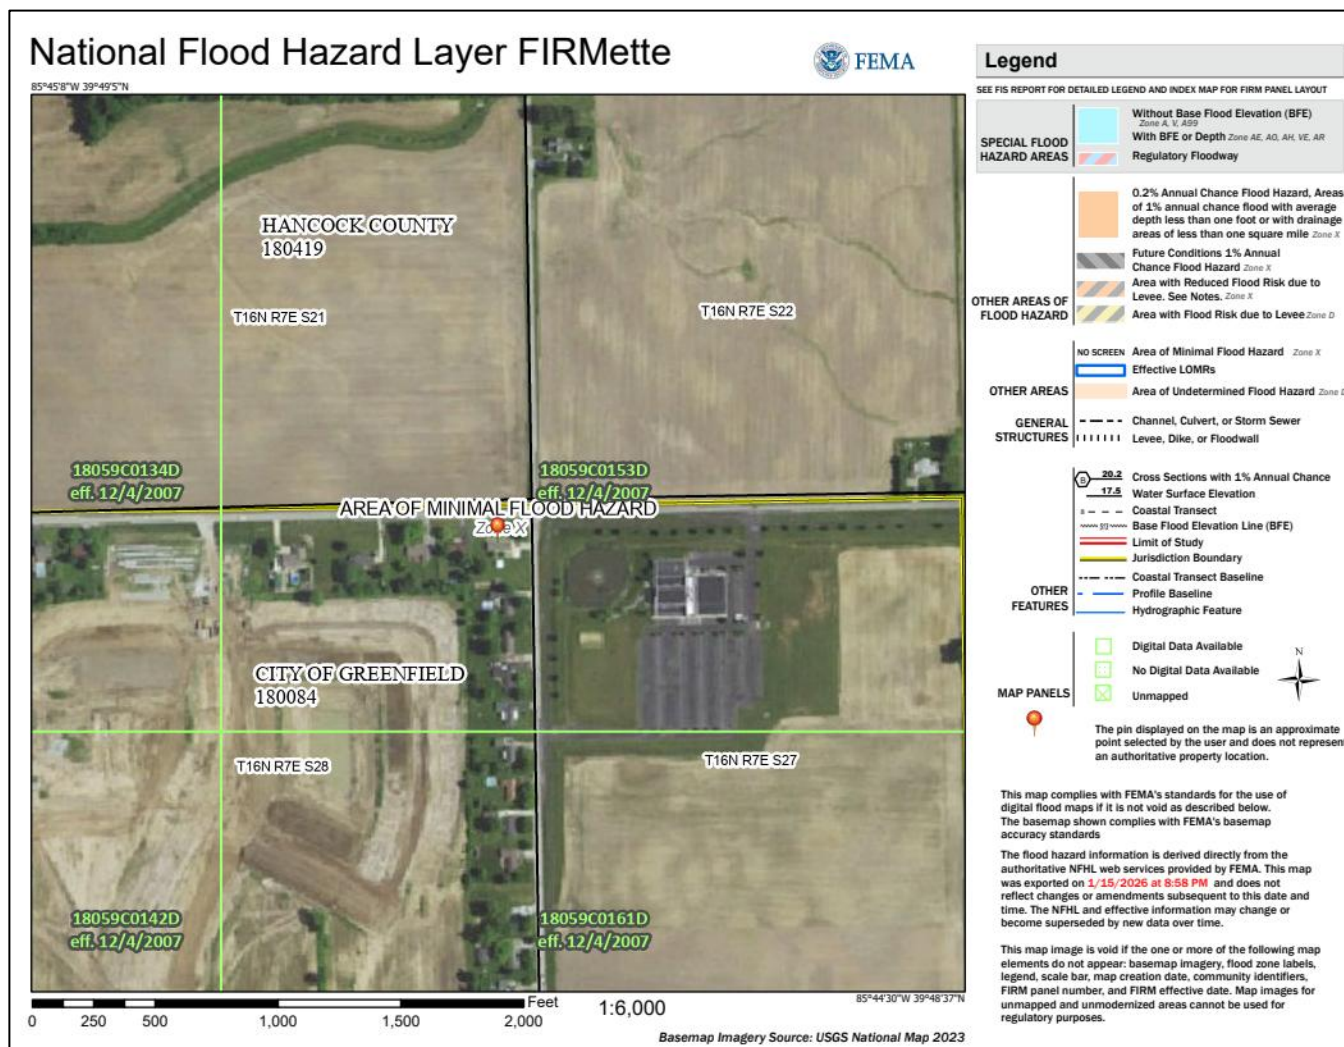 National Flood Hazard Layer FIRMette
FEMA
85°45'8"W 39°49'5"N
HANCOCK COUNTY
180419
T16N R7E S21
T16N R7E S22
18059C0134D
eff. 12/4/2007
18059C0153D
eff. 12/4/2007
AREA OF MINIMAL FLOOD HAZARD
Zone X
CITY OF GREENFIELD
180084
T16N R7E S28
T16N R7E S27
18059C0142D
eff. 12/4/2007
18059C0161D
eff. 12/4/2007
85°44'30"W 39°48'37"N
Feet
1:6,000
0 250 500 1,000 1,500 2,000
Basemap Imagery Source: USGS National Map 2023
Legend
SEE FIS REPORT FOR DETAILED LEGEND AND INDEX MAP FOR FIRM PANEL LAYOUT
SPECIAL FLOOD
HAZARD AREAS
Without Base Flood Elevation (BFE)
Zone A, V, A99
With BFE or Depth Zone AE, AO, AH, VE, AR
Regulatory Floodway
OTHER AREAS OF
FLOOD HAZARD
0.2% Annual Chance Flood Hazard, Areas
of 1% annual chance flood with average
depth less than one foot or with drainage
areas of less than one square mile Zone X
Future Conditions 1% Annual
Chance Flood Hazard Zone X
Area with Reduced Flood Risk due to
Levee. See Notes. Zone X
Area with Flood Risk due to Levee Zone D
OTHER AREAS
NO SCREEN Area of Minimal Flood Hazard Zone X
Effective LOMRs
Area of Undetermined Flood Hazard Zone
GENERAL
STRUCTURES
Channel, Culvert, or Storm Sewer
Levee, Dike, or Floodwall
OTHER
FEATURES
B 20.2 Cross Sections with 1% Annual Chance
17.5 Water Surface Elevation
8 Coastal Transect
513 Base Flood Elevation Line (BFE)
Limit of Study
Jurisdiction Boundary
Coastal Transect Baseline
Profile Baseline
Hydrographic Feature
MAP PANELS
Digital Data Available
No Digital Data Available
Unmapped
N
The pin displayed on the map is an approximate
point selected by the user and does not represen
an authoritative property location.
This map complies with FEMA's standards for the use of
digital flood maps if it is not void as described below.
The basemap shown complies with FEMA's basemap
accuracy standards
The flood hazard information is derived directly from the
authoritative NFHL web services provided by FEMA. This map
was exported on 1/15/2026 at 8:58 PM and does not
reflect changes or amendments subsequent to this date and
time. The NFHL and effective information may change or
become superseded by new data over time.
This map image is void if the one or more of the following map
elements do not appear: basemap imagery, flood zone labels,
legend, scale bar, map creation date, community identifiers,
FIRM panel number, and FIRM effective date. Map images for
unmapped and unmodernized areas cannot be used for
regulatory purposes.